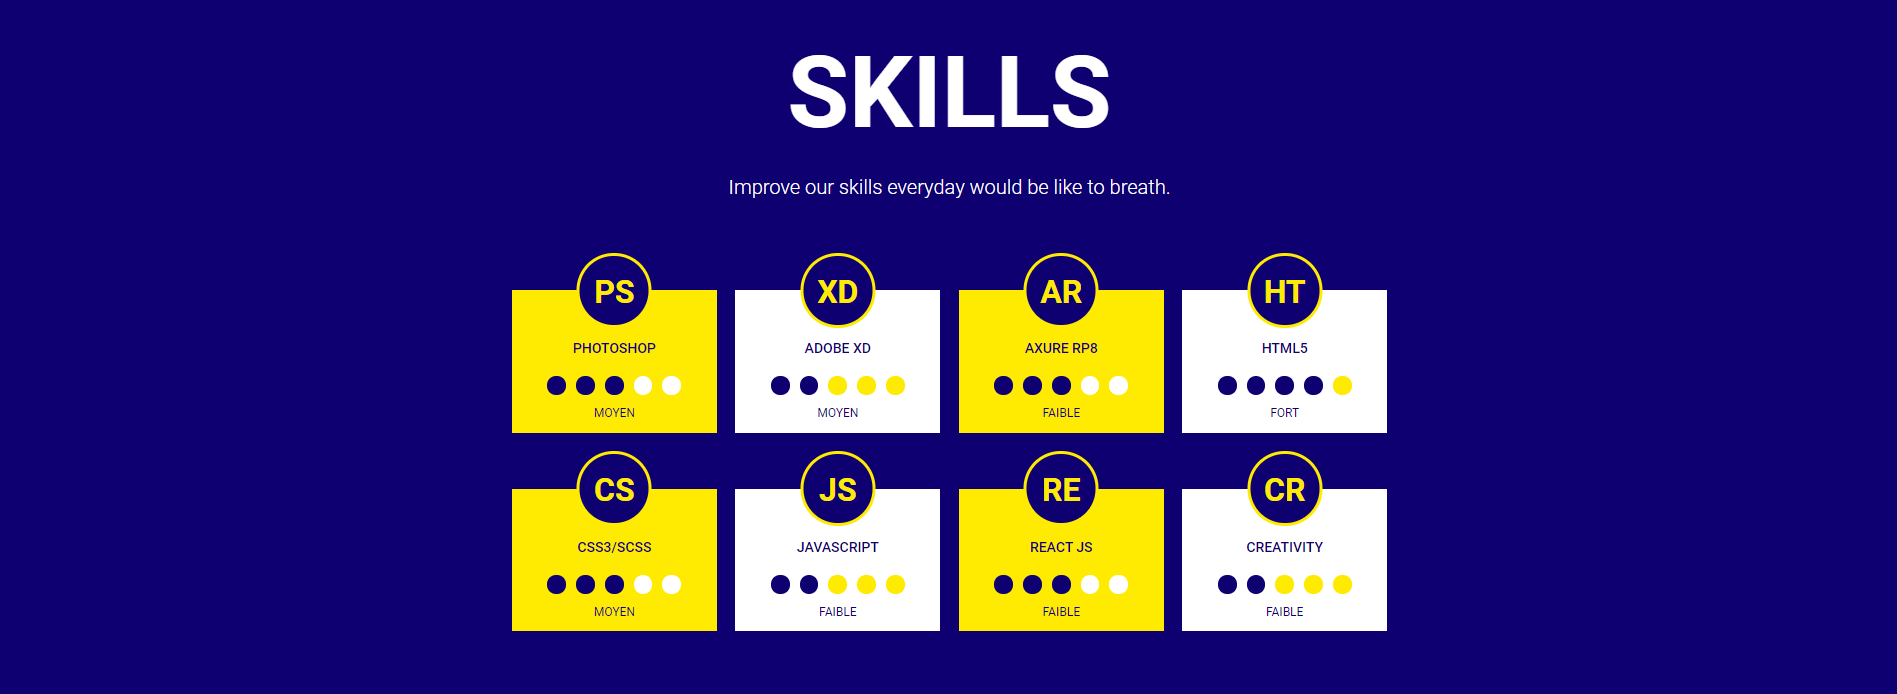 SKILLS
Improve our skills everyday would be like to breath.
PS
PHOTOSHOP
MOYEN
XD
ADOBE XD
MOYEN
AR
AXURE RP8
FAIBLE
HT
HTML5
FORT
CS
CSS3/SCSS
MOYEN
JS
JAVASCRIPT
FAIBLE
RE
REACT JS
FAIBLE
CR
CREATIVITY
FAIBLE